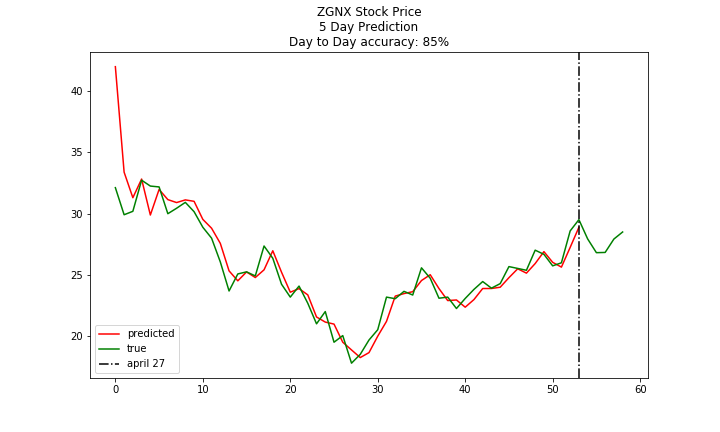 ZGNX Stock Price
5 Day Prediction
Day to Day accuracy: 85%
40
35
30
25
20
predicted
true
april 27
0 10 20 30 40 50 60